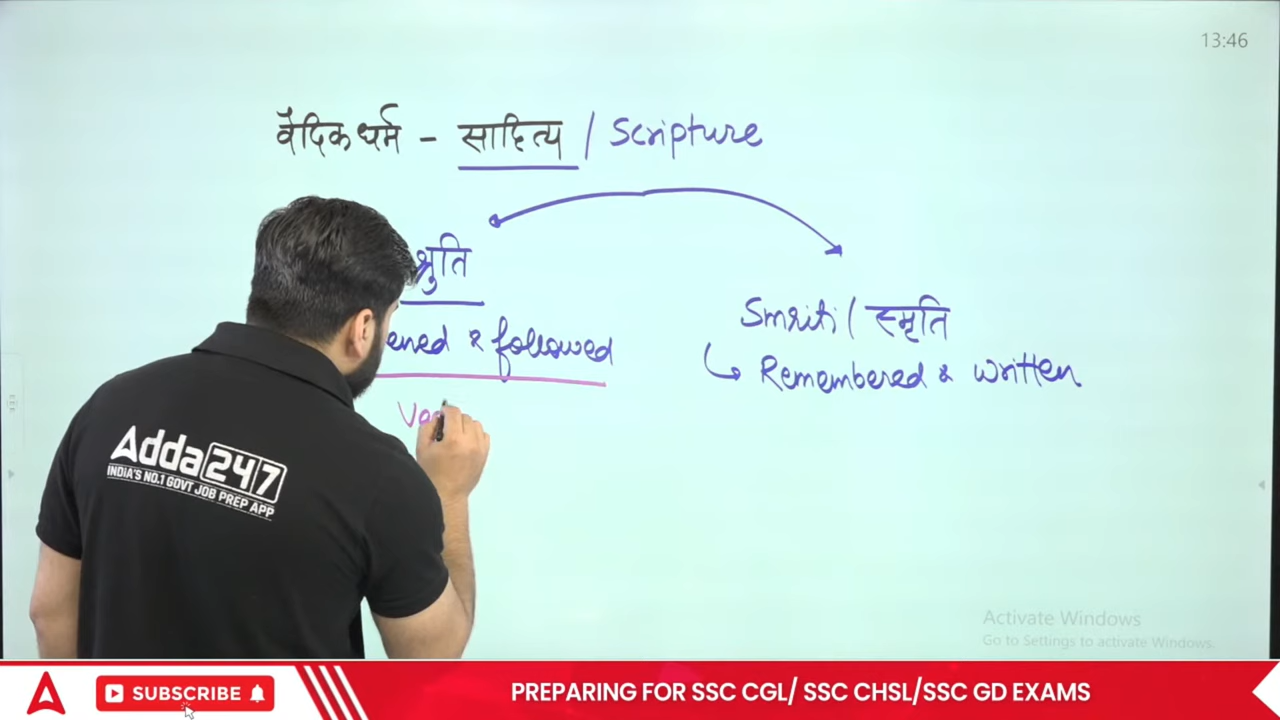 13:46
वैदिक धर्म - साहित्य / Scripture
श्रुति
Smriti / स्मृति
& followed
Remembered & written
Adda247
INDIA'S NO.1 GOVT JOB PREP APP
Activate Windows
Go to Settings to activate Windows.
SUBSCRIBE
PREPARING FOR SSC CGL/ SSC CHSL/SSC GD EXAMS